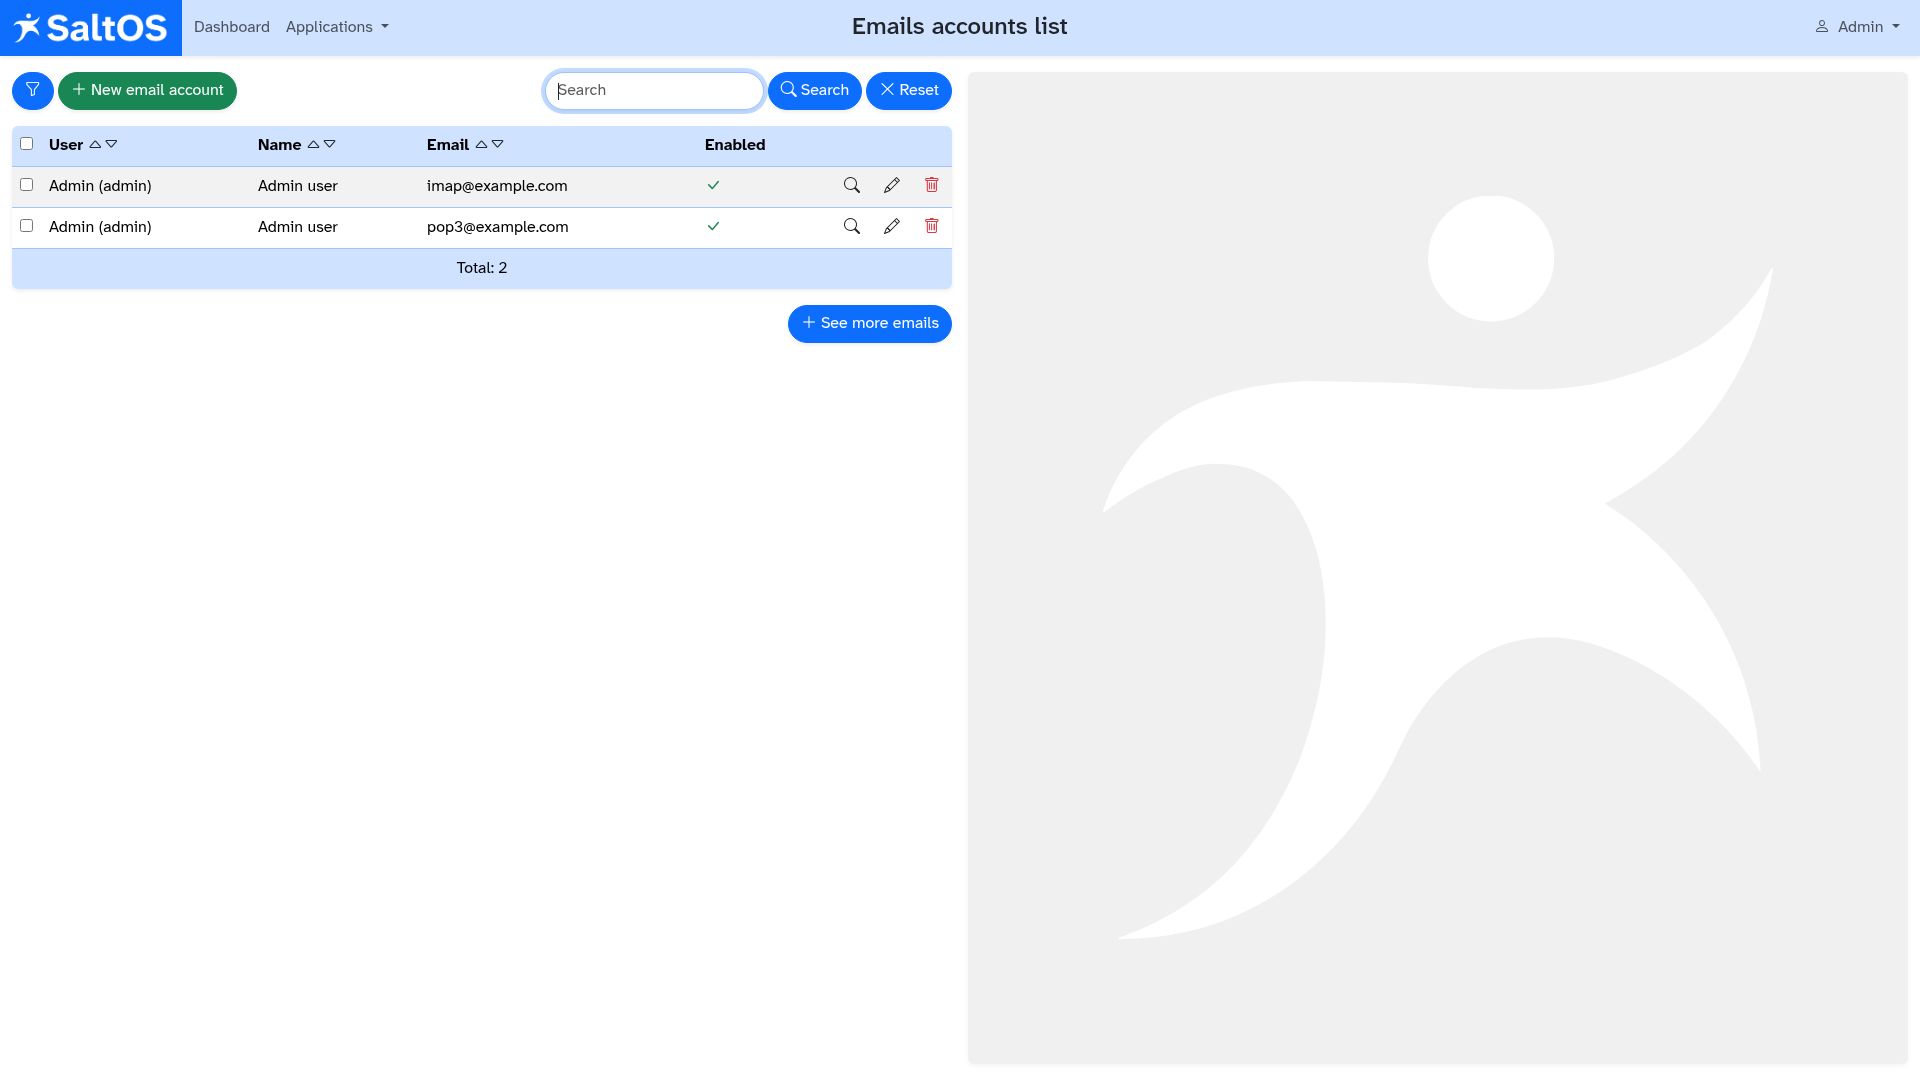 SaltOS Dashboard Applications Emails accounts list Admin
New email account Search Search Reset
User Name Email Enabled
Admin (admin) Admin user imap@example.com
Admin (admin) Admin user pop3@example.com
Total: 2
See more emails